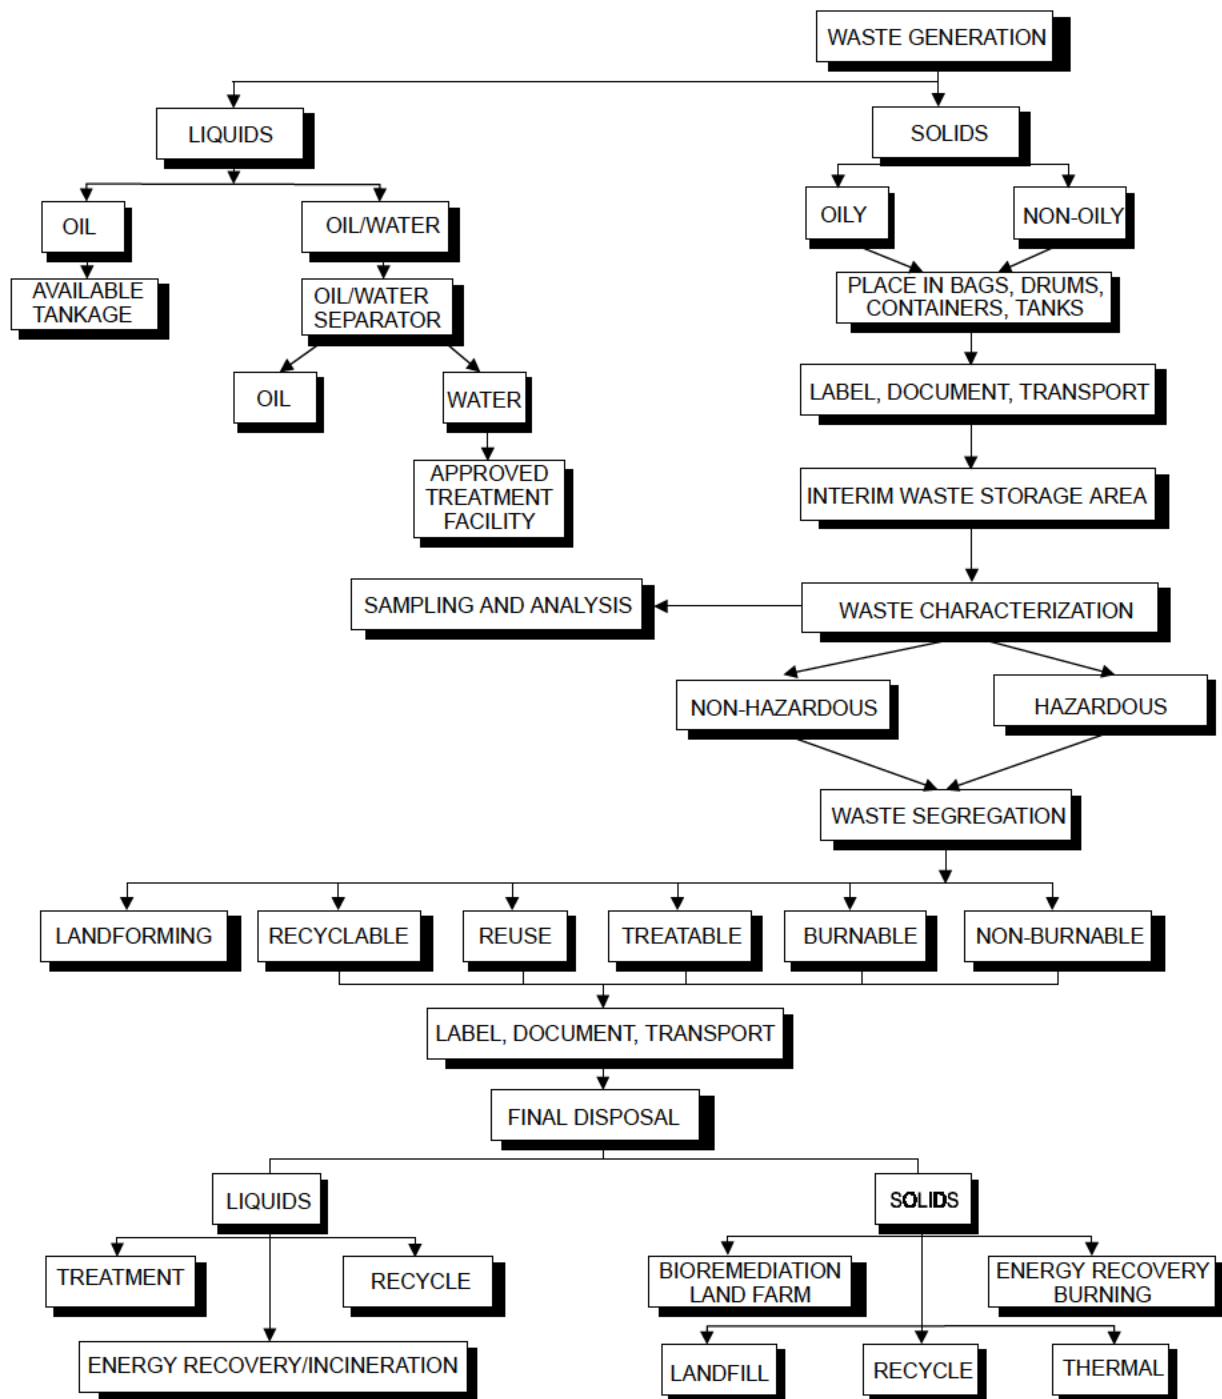 WASTE GENERATION
LIQUIDS
SOLIDS
OIL
OIL/WATER
OILY
NON-OILY
AVAILABLE
TANKAGE
OIL/WATER
SEPARATOR
PLACE IN BAGS, DRUMS,
CONTAINERS, TANKS
OIL
WATER
LABEL, DOCUMENT, TRANSPORT
APPROVED
TREATMENT
FACILITY
INTERIM WASTE STORAGE AREA
SAMPLING AND ANALYSIS
WASTE CHARACTERIZATION
NON-HAZARDOUS
HAZARDOUS
WASTE SEGREGATION
LANDFORMING
RECYCLABLE
REUSE
TREATABLE
BURNABLE
NON-BURNABLE
LABEL, DOCUMENT, TRANSPORT
FINAL DISPOSAL
LIQUIDS
SOLIDS
TREATMENT
RECYCLE
BIOREMEDIATION
LAND FARM
ENERGY RECOVERY
BURNING
ENERGY RECOVERY/INCINERATION
LANDFILL
RECYCLE
THERMAL